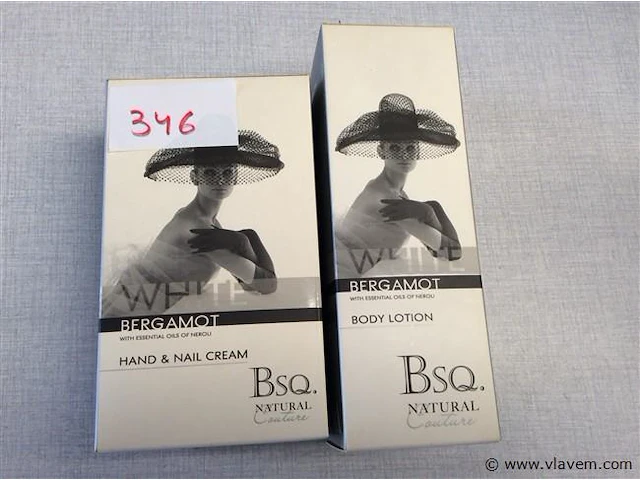 346
WHITE
BERGAMOT
WITH ESSENTIAL OILS OF NEROLI
HAND & NAIL CREAM
BSQ.
NATURAL
Couture
WHITE
BERGAMOT
WITH ESSENTIAL OILS OF NEROLI
BODY LOTION
BSQ.
NATURAL
Couture
© www.vlavem.com